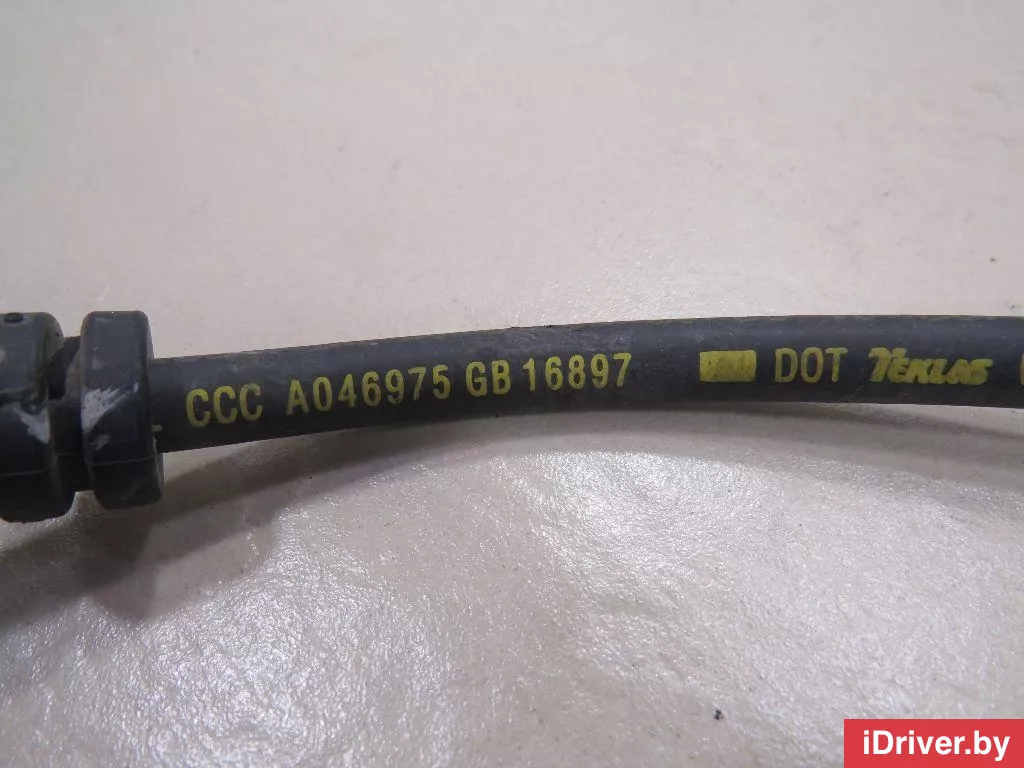 CCC A046975 GB 16897 DOT TEKLAS
iDriver.by